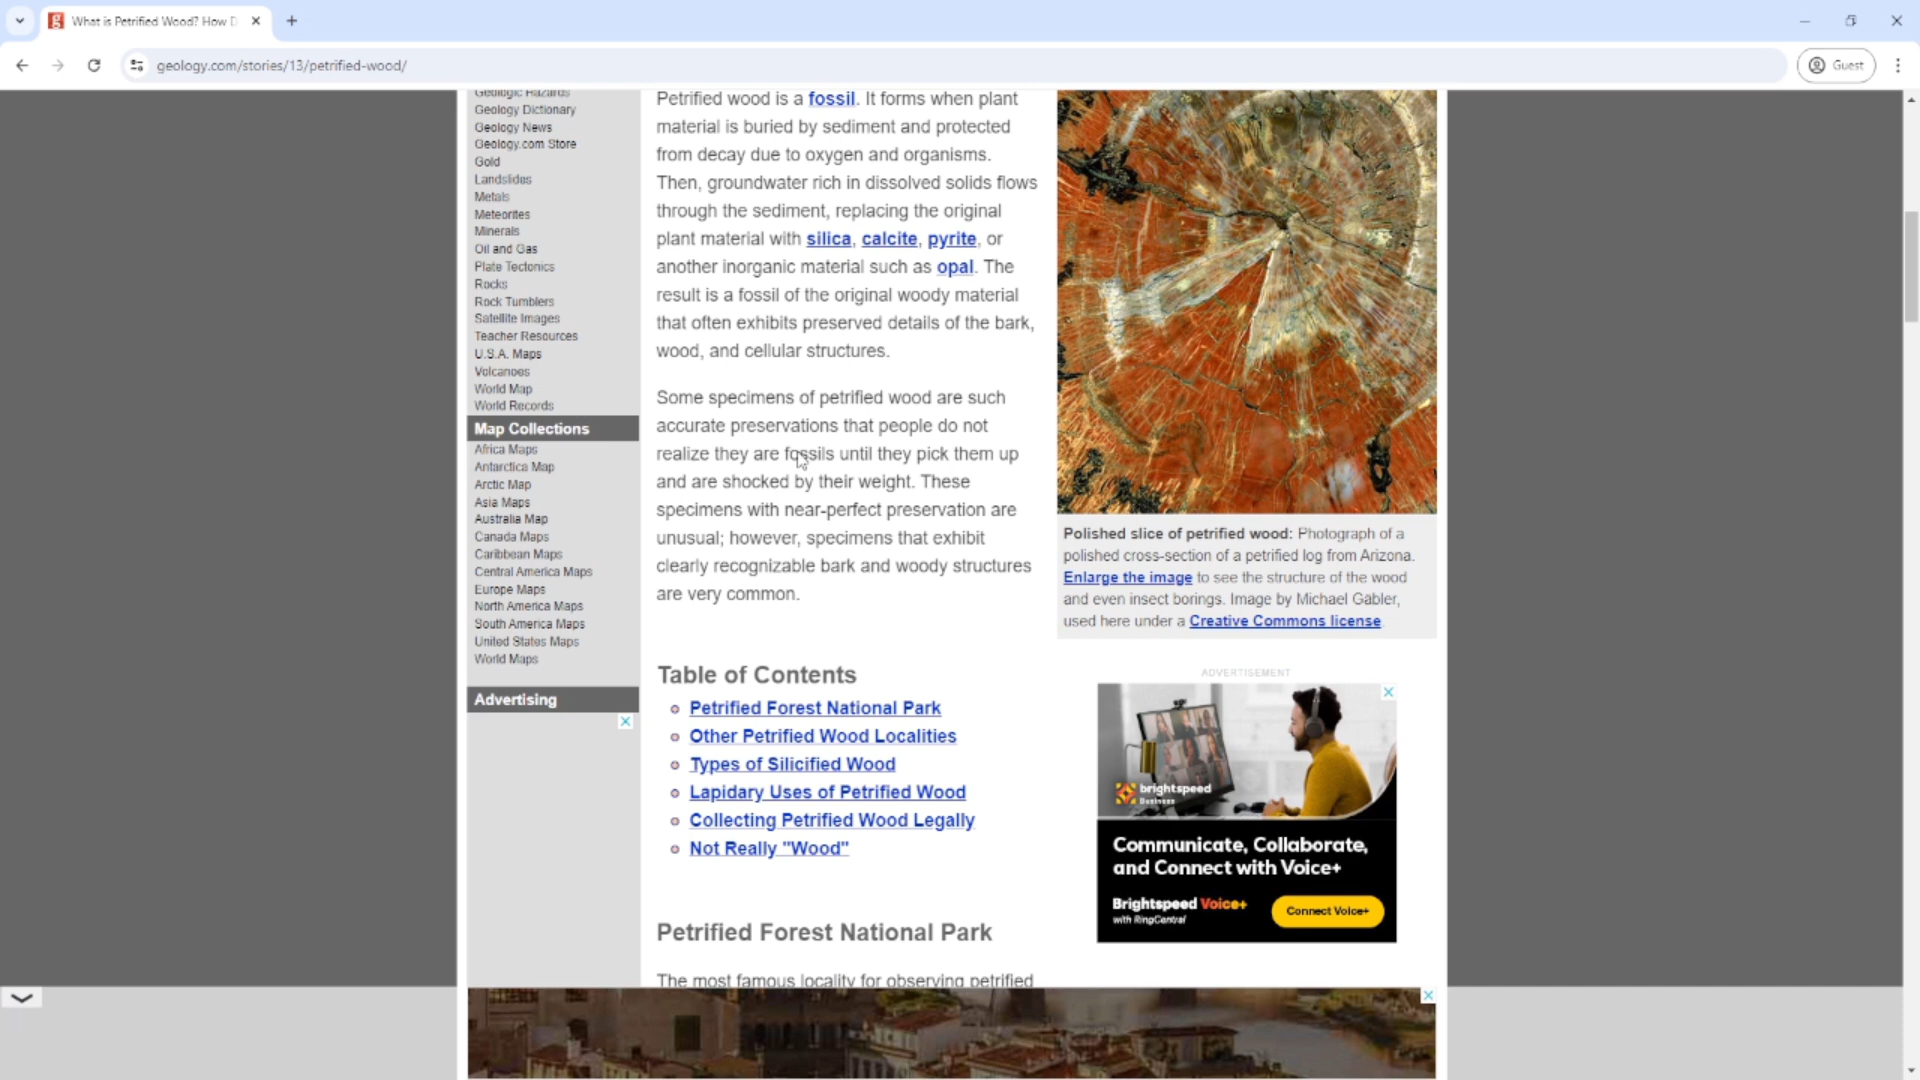 What is Petrified Wood? How D
geology.com/stories/13/petrified-wood/
Guest
Geologic Hazards
Geology Dictionary
Geology News
Geology.com Store
Gold
Landslides
Metals
Meteorites
Minerals
Oil and Gas
Plate Tectonics
Rocks
Rock Tumblers
Satellite Images
Teacher Resources
U.S.A. Maps
Volcanoes
World Map
World Records
Map Collections
Africa Maps
Antarctica Map
Arctic Map
Asia Maps
Australia Map
Canada Maps
Caribbean Maps
Central America Maps
Europe Maps
North America Maps
South America Maps
United States Maps
World Maps
Advertising
Petrified wood is a fossil. It forms when plant
material is buried by sediment and protected
from decay due to oxygen and organisms.
Then, groundwater rich in dissolved solids flows
through the sediment, replacing the original
plant material with silica, calcite, pyrite, or
another inorganic material such as opal. The
result is a fossil of the original woody material
that often exhibits preserved details of the bark,
wood, and cellular structures.
Some specimens of petrified wood are such
accurate preservations that people do not
realize they are fossils until they pick them up
and are shocked by their weight. These
specimens with near-perfect preservation are
unusual; however, specimens that exhibit
clearly recognizable bark and woody structures
are very common.
Table of Contents
Petrified Forest National Park
Other Petrified Wood Localities
Types of Silicified Wood
Lapidary Uses of Petrified Wood
Collecting Petrified Wood Legally
Not Really "Wood"
Petrified Forest National Park
The most famous locality for observing petrified
Polished slice of petrified wood: Photograph of a
polished cross-section of a petrified log from Arizona.
Enlarge the image to see the structure of the wood
and even insect borings. Image by Michael Gäbler,
used here under a Creative Commons license.
ADVERTISEMENT
brightspeed
Business
Communicate, Collaborate,
and Connect with Voice+
Brightspeed Voice+
with RingCentral
Connect Voice+